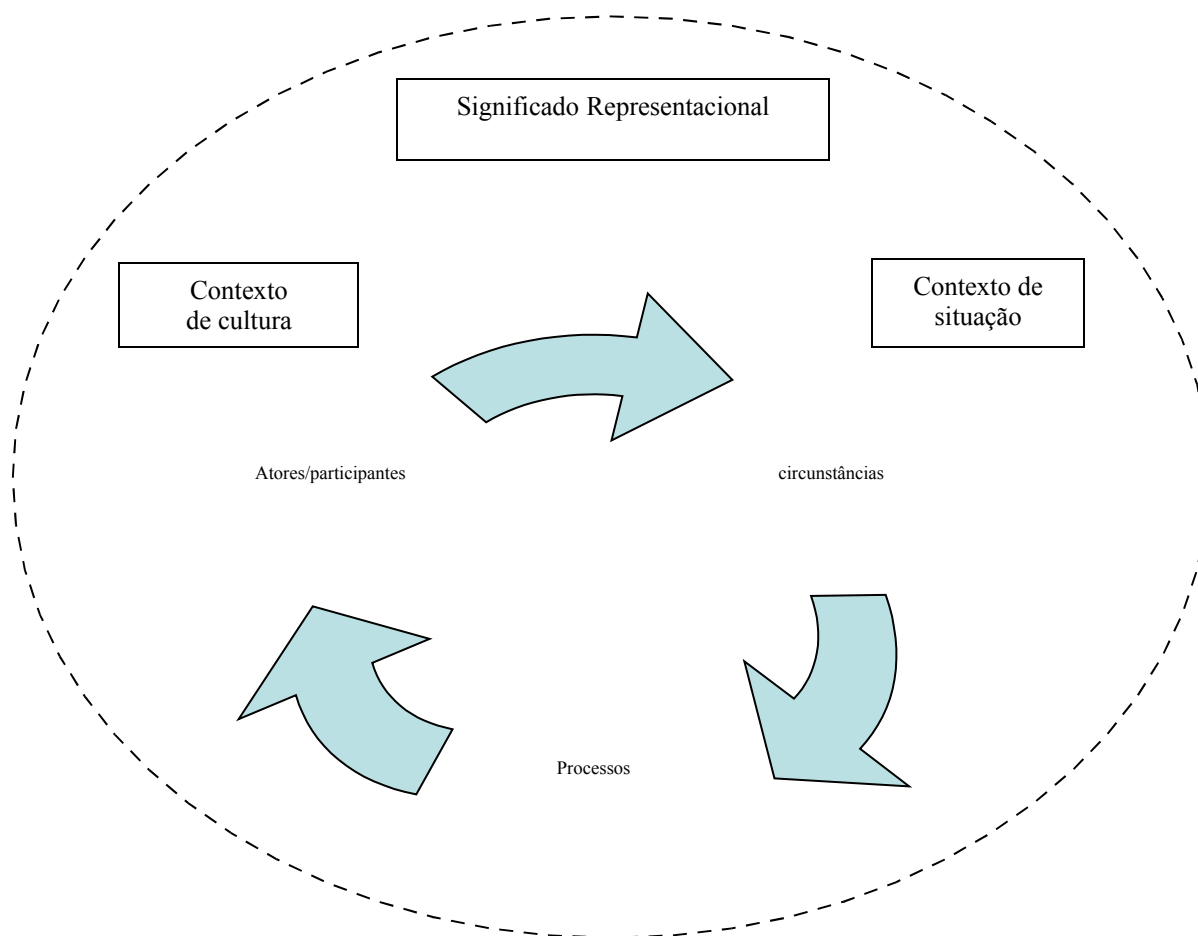 Significado Representacional
Contexto
de cultura
Contexto de
situação
Atores/participantes
circunstâncias
Processos